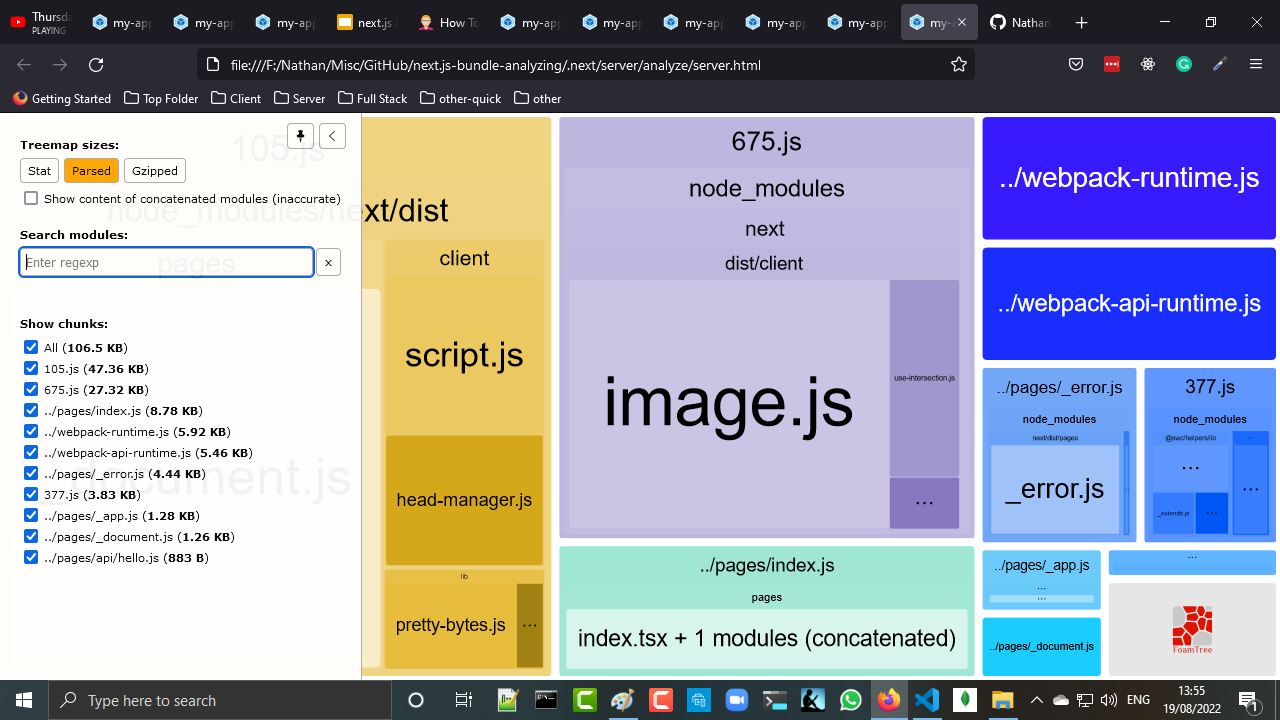 Thursda
PLAYING
my-app
my-app
my-app
next.js
How To
my-app
my-app
my-app
my-app
my-app
my-a
Nathan
file:///F:/Nathan/Misc/GitHub/next.js-bundle-analyzing/.next/server/analyze/server.html
Getting Started
Top Folder
Client
Server
Full Stack
other-quick
other
Treemap sizes:
Stat
Parsed
Gzipped
Show content of concatenated modules (inaccurate)
Search modules:
Enter regexp
x
Show chunks:
All (106.5 KB)
105.js (47.36 KB)
675.js (27.32 KB)
../pages/index.js (8.78 KB)
../webpack-runtime.js (5.92 KB)
../webpack-api-runtime.js (5.46 KB)
../pages/_error.js (4.44 KB)
377.js (3.83 KB)
../pages/_app.js (1.28 KB)
../pages/_document.js (1.26 KB)
../pages/api/hello.js (883 B)
105.js
node_modules/next/dist
pages
_document.js
client
script.js
head-manager.js
lib
pretty-bytes.js
...
675.js
node_modules
next
dist/client
image.js
use-intersection.js
...
../pages/index.js
pages
index.tsx + 1 modules (concatenated)
../webpack-runtime.js
../webpack-api-runtime.js
../pages/_error.js
node_modules
next/dist/pages
_error.js
377.js
node_modules
@swc/helpers/lib
...
...
_extends.js
...
...
../pages/_app.js
...
...
...
../pages/_document.js
FoamTree
Type here to search
ENG
13:55
19/08/2022
1